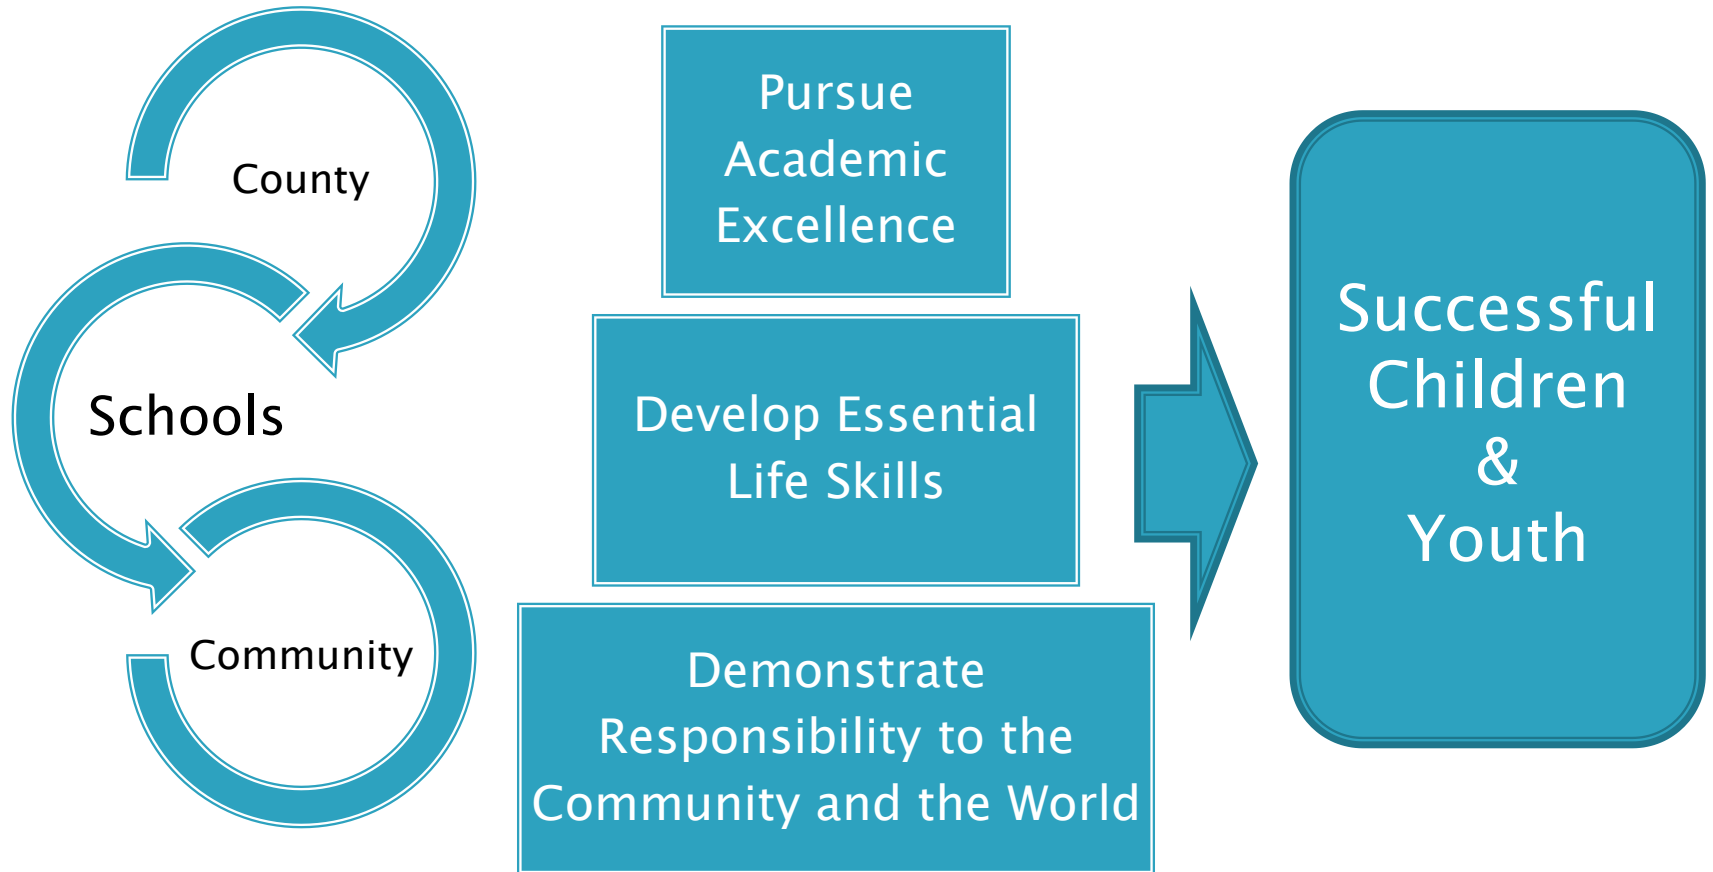 County
Schools
Community
Pursue
Academic
Excellence
Develop Essential
Life Skills
Demonstrate
Responsibility to the
Community and the World
Successful
Children
&
Youth